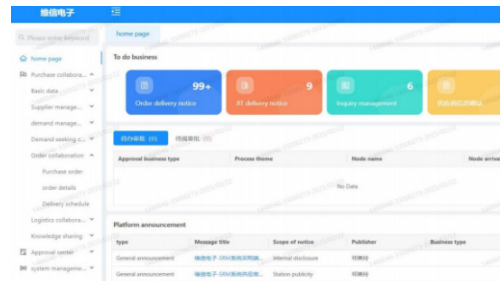 维信电子
Please enter keyword
home page
home page
Purchase collabora...
Basic data
Supplier manage...
demand manage...
Demand seeking c...
Order collaboration
Purchase order
order details
Delivery schedule
Logistics collabora...
Knowledge sharing
Approval center
system manageme...
To do business
99+
Order delivery notice
9
JIT delivery notice
6
Inquiry management
Approval business type
Process theme
Node name
Node arriva
No Data
Platform announcement
type
Message title
Scope of notice
Publisher
Business type
General announcement
Internal disclosure
General announcement
Station publicity